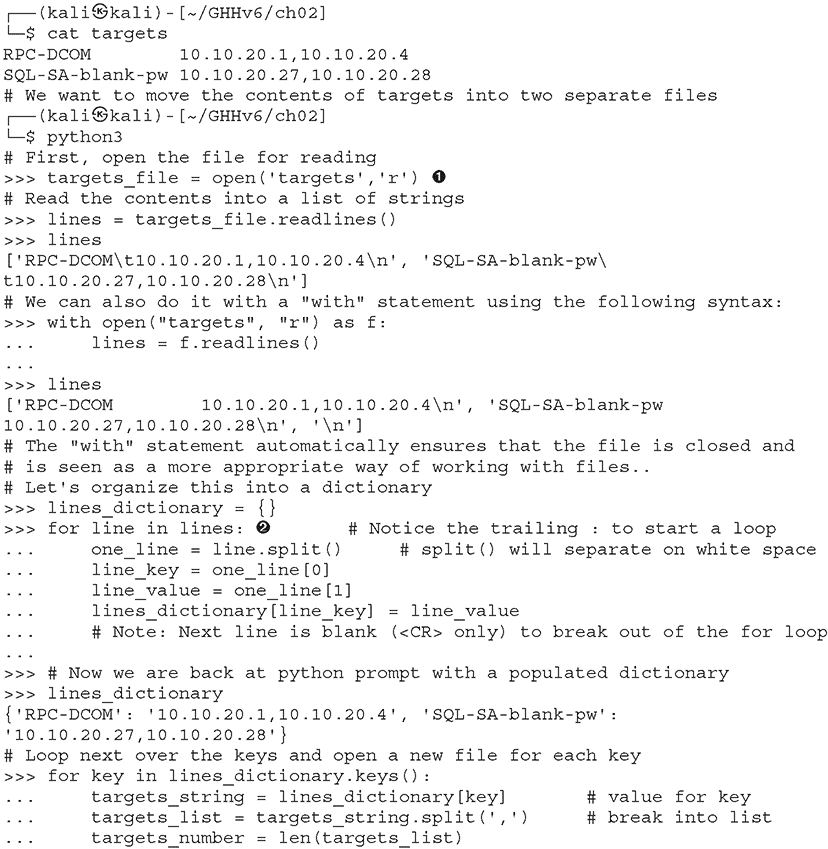 ┌──(kali㉿kali)-[~/GHHv6/ch02]
└─$ cat targets
RPC-DCOM        10.10.20.1,10.10.20.4
SQL-SA-blank-pw 10.10.20.27,10.10.20.28
# We want to move the contents of targets into two separate files
┌──(kali㉿kali)-[~/GHHv6/ch02]
└─$ python3
# First, open the file for reading
>>> targets_file = open('targets','r') ❶
# Read the contents into a list of strings
>>> lines = targets_file.readlines()
>>> lines
['RPC-DCOM\t10.10.20.1,10.10.20.4\n', 'SQL-SA-blank-pw\
t10.10.20.27,10.10.20.28\n']
# We can also do it with a "with" statement using the following syntax:
>>> with open("targets", "r") as f:
...     lines = f.readlines()
...
>>> lines
['RPC-DCOM        10.10.20.1,10.10.20.4\n', 'SQL-SA-blank-pw
10.10.20.27,10.10.20.28\n', '\n']
# The "with" statement automatically ensures that the file is closed and
# is seen as a more appropriate way of working with files..
# Let's organize this into a dictionary
>>> lines_dictionary = {}
>>> for line in lines: ❷       # Notice the trailing : to start a loop
...     one_line = line.split()     # split() will separate on white space
...     line_key = one_line[0]
...     line_value = one_line[1]
...     lines_dictionary[line_key] = line_value
...     # Note: Next line is blank (<CR> only) to break out of the for loop
...
>>> # Now we are back at python prompt with a populated dictionary
>>> lines_dictionary
{'RPC-DCOM': '10.10.20.1,10.10.20.4', 'SQL-SA-blank-pw':
'10.10.20.27,10.10.20.28'}
# Loop next over the keys and open a new file for each key
>>> for key in lines_dictionary.keys():
...     targets_string = lines_dictionary[key]       # value for key
...     targets_list = targets_string.split(',')     # break into list
...     targets_number = len(targets_list)